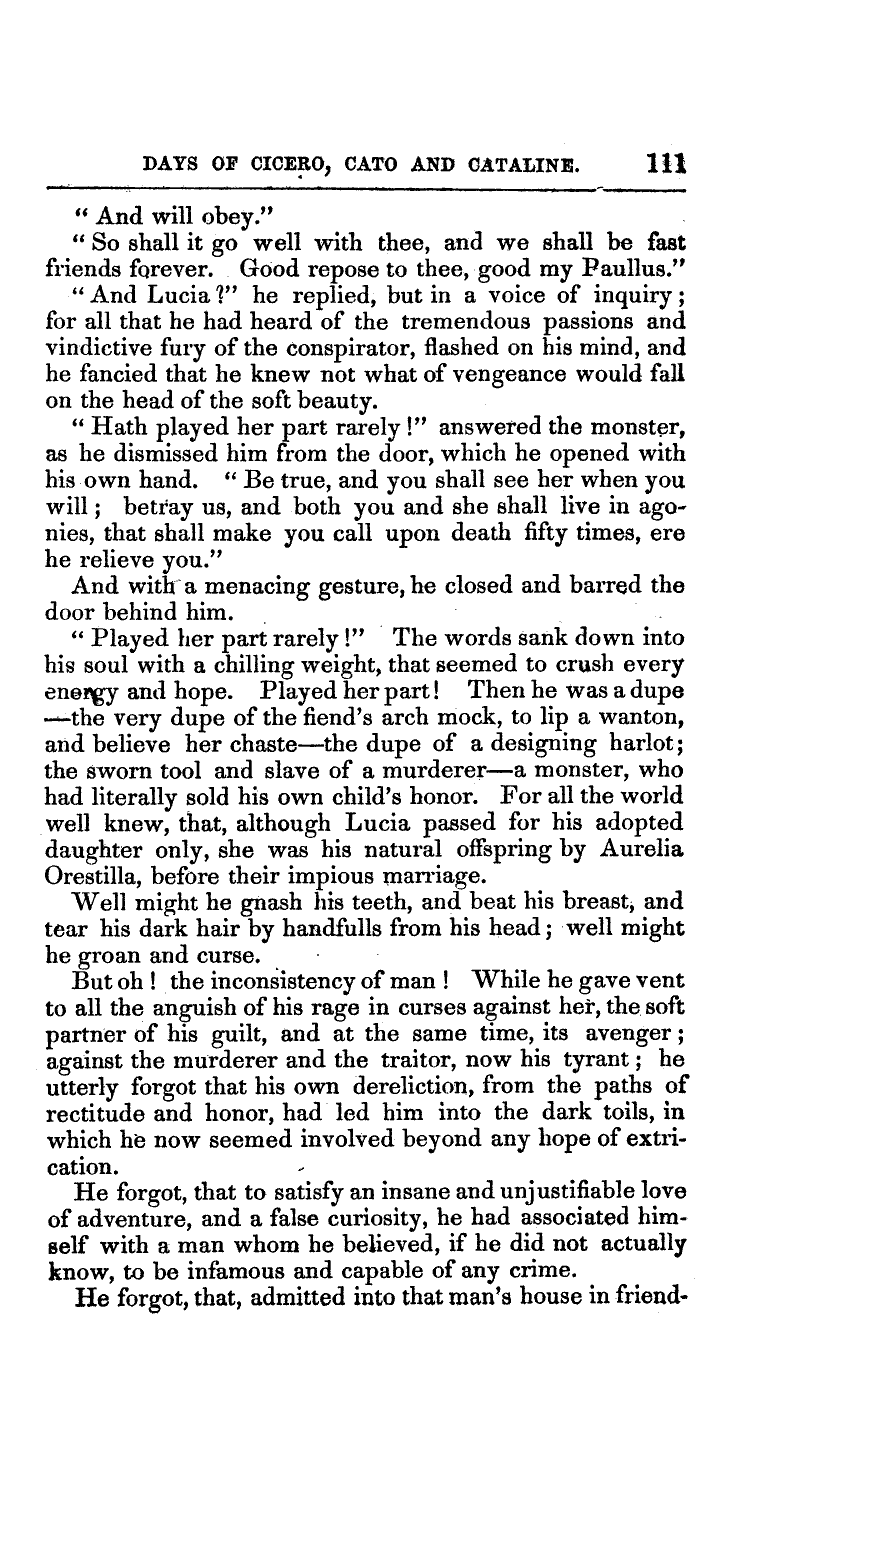 DAYS OF CICERO, CATO AND CATALINE. 111
“ And will obey.”
“ So shall it go well with thee, and we shall be fast
friends forever. Good repose to thee, good my Paullus.”
“And Lucia?” he replied, but in a voice of inquiry;
for all that he had heard of the tremendous passions and
vindictive fury of the conspirator, flashed on his mind, and
he fancied that he knew not what of vengeance would fall
on the head of the soft beauty.
“ Hath played her part rarely !” answered the monster,
as he dismissed him from the door, which he opened with
his own hand. “ Be true, and you shall see her when you
will ; betray us, and both you and she shall live in ago-
nies, that shall make you call upon death fifty times, ere
he relieve you.”
And with a menacing gesture, he closed and barred the
door behind him.
“ Played her part rarely !” The words sank down into
his soul with a chilling weight, that seemed to crush every
energy and hope. Played her part! Then he was a dupe
—the very dupe of the fiend’s arch mock, to lip a wanton,
and believe her chaste—the dupe of a designing harlot;
the sworn tool and slave of a murderer—a monster, who
had literally sold his own child’s honor. For all the world
well knew, that, although Lucia passed for his adopted
daughter only, she was his natural offspring by Aurelia
Orestilla, before their impious marriage.
Well might he gnash his teeth, and beat his breast, and
tear his dark hair by handfulls from his head ; well might
he groan and curse.
But oh ! the inconsistency of man ! While he gave vent
to all the anguish of his rage in curses against her, the soft
partner of his guilt, and at the same time, its avenger ;
against the murderer and the traitor, now his tyrant ; he
utterly forgot that his own dereliction, from the paths of
rectitude and honor, had led him into the dark toils, in
which he now seemed involved beyond any hope of extri-
cation.
He forgot, that to satisfy an insane and unjustifiable love
of adventure, and a false curiosity, he had associated him-
self with a man whom he believed, if he did not actually
know, to be infamous and capable of any crime.
He forgot, that, admitted into that man’s house in friend-